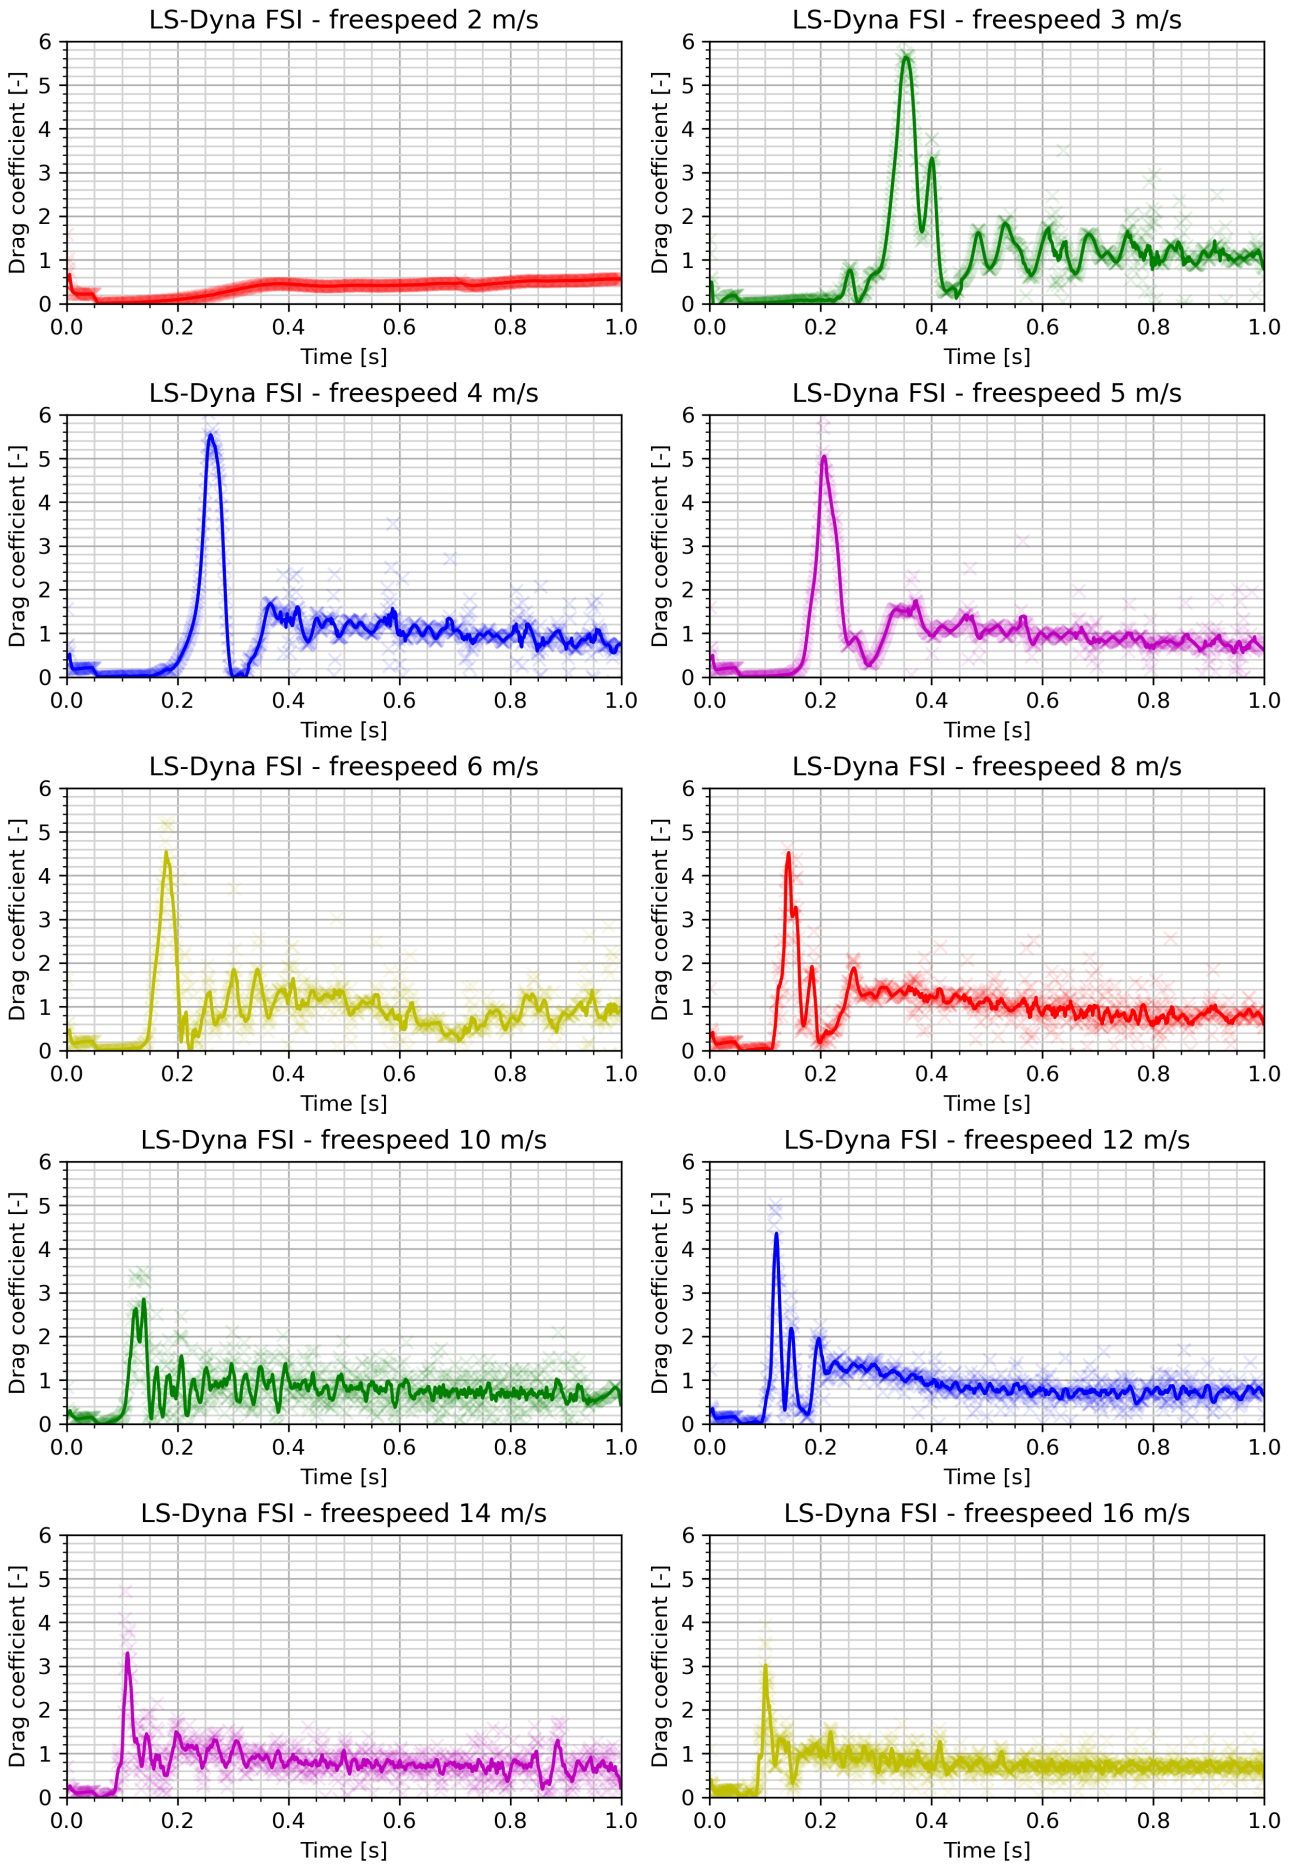 LS-Dyna FSI - freespeed 2 m/s
Drag coefficient [-]
6
5
4
3
2
1
0
0.0 0.2 0.4 0.6 0.8 1.0
Time [s]
LS-Dyna FSI - freespeed 3 m/s
Drag coefficient [-]
6
5
4
3
2
1
0
0.0 0.2 0.4 0.6 0.8 1.0
Time [s]
LS-Dyna FSI - freespeed 4 m/s
Drag coefficient [-]
6
5
4
3
2
1
0
0.0 0.2 0.4 0.6 0.8 1.0
Time [s]
LS-Dyna FSI - freespeed 5 m/s
Drag coefficient [-]
6
5
4
3
2
1
0
0.0 0.2 0.4 0.6 0.8 1.0
Time [s]
LS-Dyna FSI - freespeed 6 m/s
Drag coefficient [-]
6
5
4
3
2
1
0
0.0 0.2 0.4 0.6 0.8 1.0
Time [s]
LS-Dyna FSI - freespeed 8 m/s
Drag coefficient [-]
6
5
4
3
2
1
0
0.0 0.2 0.4 0.6 0.8 1.0
Time [s]
LS-Dyna FSI - freespeed 10 m/s
Drag coefficient [-]
6
5
4
3
2
1
0
0.0 0.2 0.4 0.6 0.8 1.0
Time [s]
LS-Dyna FSI - freespeed 12 m/s
Drag coefficient [-]
6
5
4
3
2
1
0
0.0 0.2 0.4 0.6 0.8 1.0
Time [s]
LS-Dyna FSI - freespeed 14 m/s
Drag coefficient [-]
6
5
4
3
2
1
0
0.0 0.2 0.4 0.6 0.8 1.0
Time [s]
LS-Dyna FSI - freespeed 16 m/s
Drag coefficient [-]
6
5
4
3
2
1
0
0.0 0.2 0.4 0.6 0.8 1.0
Time [s]